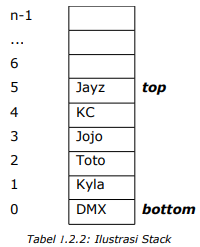 n-1
...
6
5 Jayz top
4 KC
3 Jojo
2 Toto
1 Kyla
0 DMX bottom
Tabel 1.2.2: Ilustrasi Stack